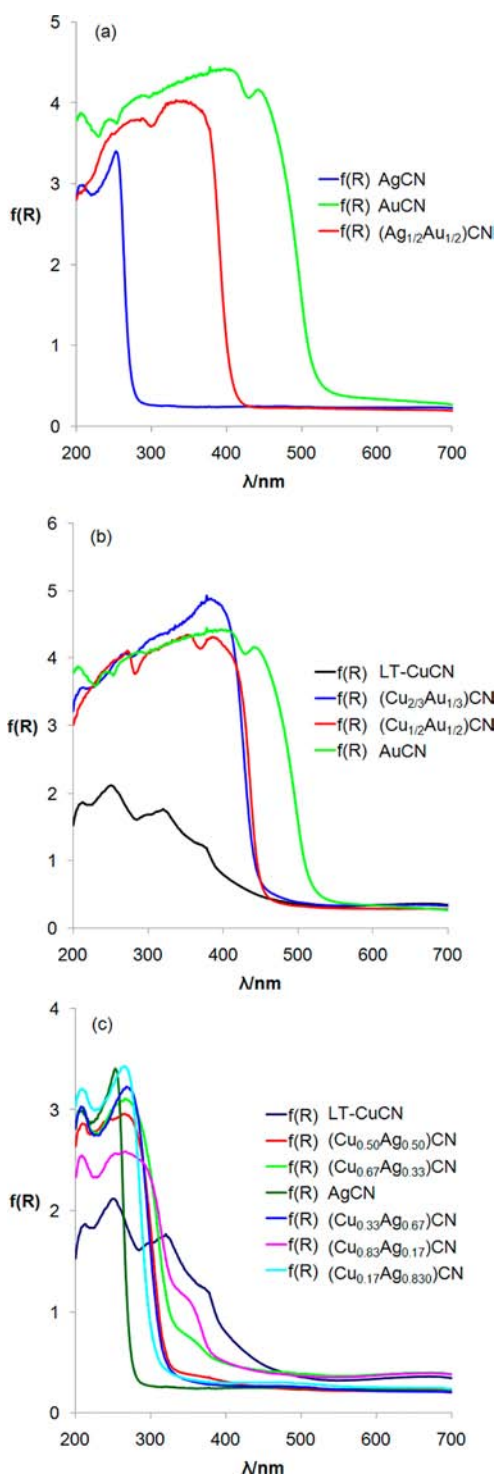 (a)
5
4
3
2
1
0
f(R)
f(R) AgCN
f(R) AuCN
f(R) (Ag1/2Au1/2)CN
200 300 400 500 600 700
λ/nm
(b)
6
5
4
3
2
1
0
f(R)
f(R) LT-CuCN
f(R) (Cu2/3Au1/3)CN
f(R) (Cu1/2Au1/2)CN
f(R) AuCN
200 300 400 500 600 700
λ/nm
(c)
4
3
2
1
0
f(R)
f(R) LT-CuCN
f(R) (Cu0.50Ag0.50)CN
f(R) (Cu0.67Ag0.33)CN
f(R) AgCN
f(R) (Cu0.33Ag0.67)CN
f(R) (Cu0.83Ag0.17)CN
f(R) (Cu0.17Ag0.830)CN
200 300 400 500 600 700
λ/nm